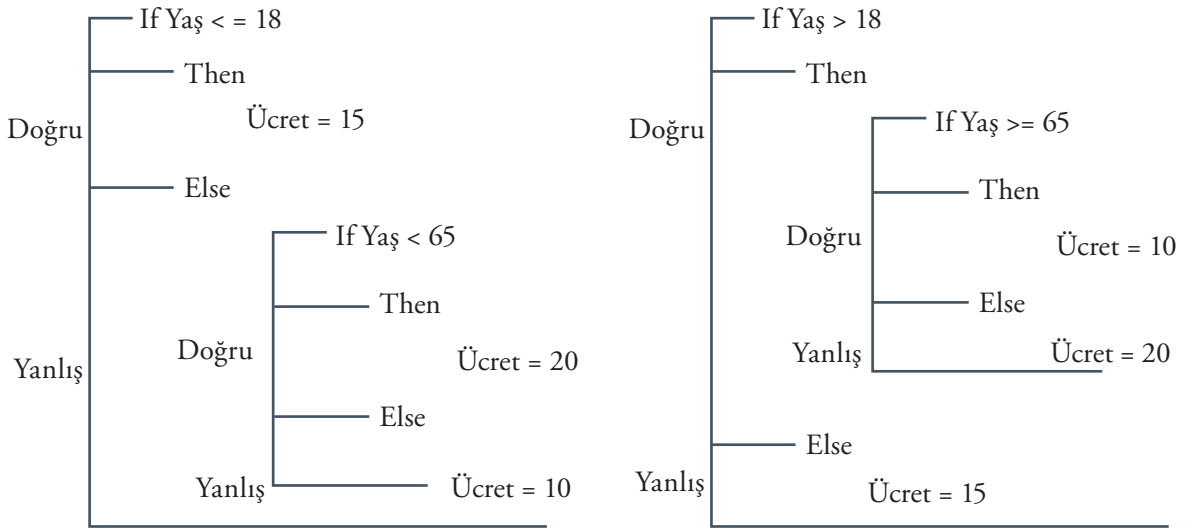 If Yaş < = 18
Then
Ücret = 15
Doğru
Else
If Yaş < 65
Then
Doğru
Ücret = 20
Yanlış
Else
Yanlış
Ücret = 10
If Yaş > 18
Then
If Yaş >= 65
Doğru
Then
Doğru
Ücret = 10
Else
Yanlış
Ücret = 20
Else
Yanlış
Ücret = 15